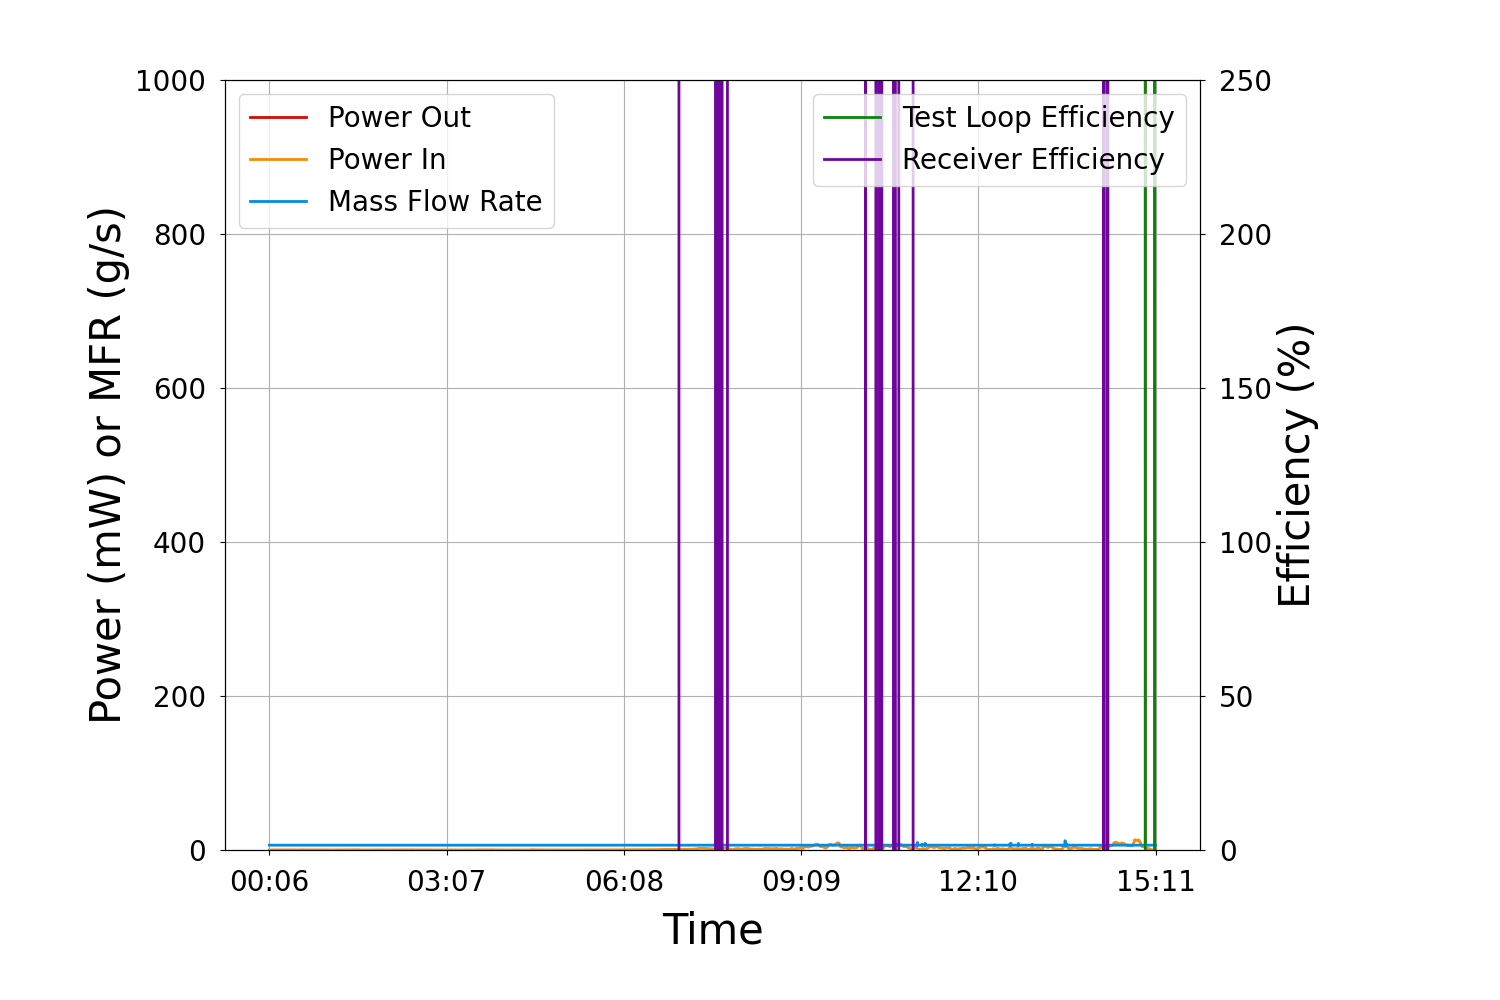 1000
800
600
400
200
0
Power (mW) or MFR (g/s)
Power Out
Power In
Mass Flow Rate
Test Loop Efficiency
Receiver Efficiency
250
200
150
100
50
0
Efficiency (%)
00:06 03:07 06:08 09:09 12:10 15:11
Time